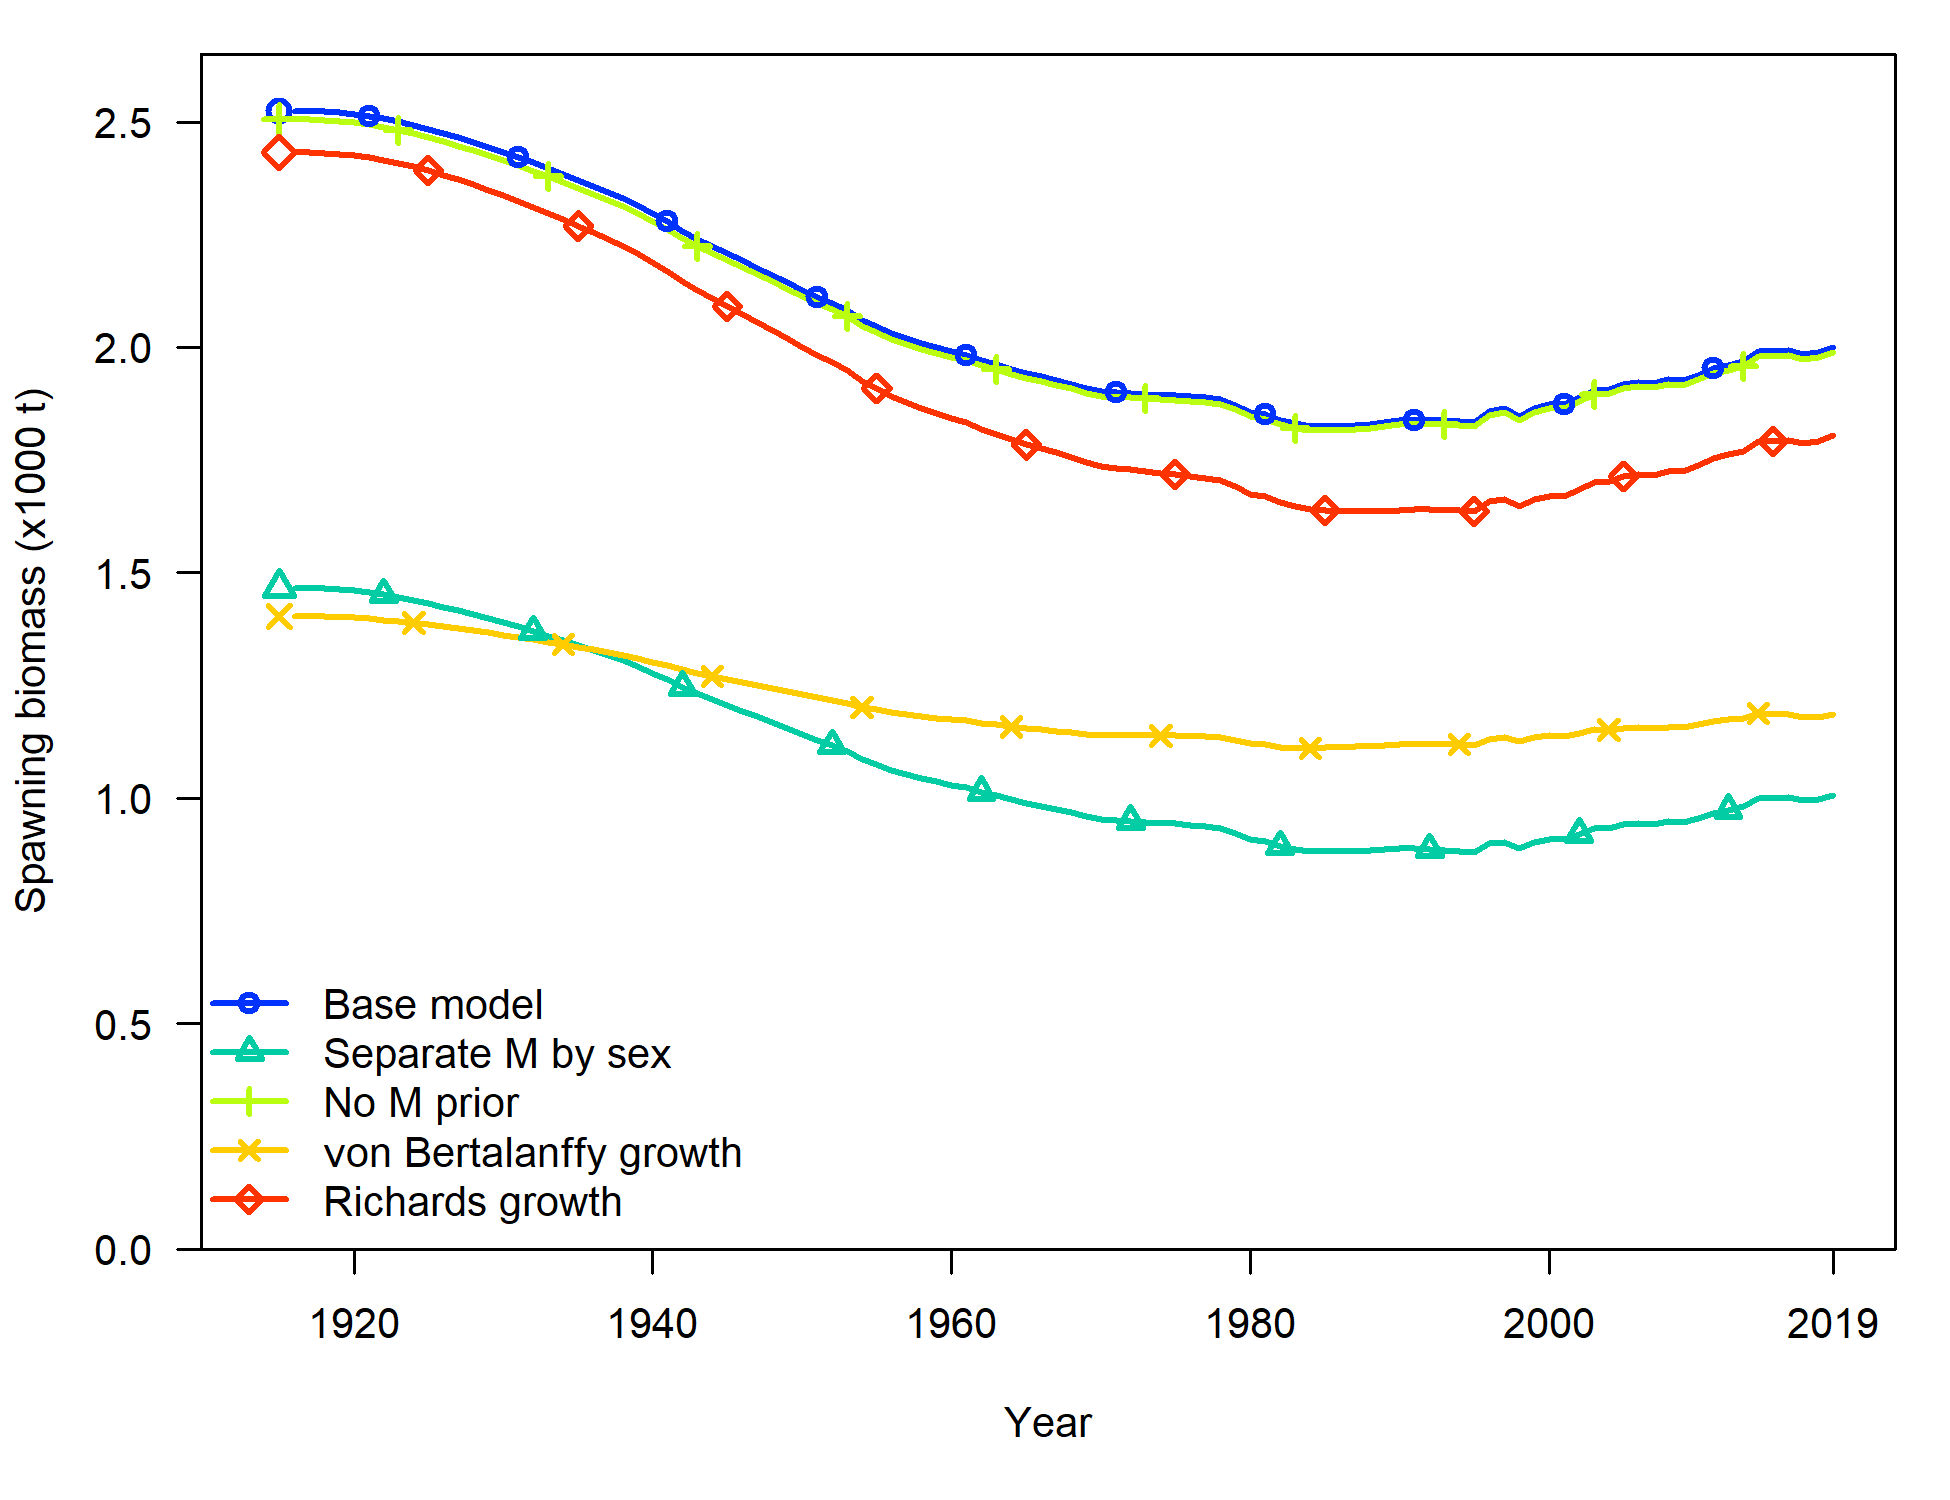 Spawning biomass (x1000 t)
2.5
2.0
1.5
1.0
0.5
0.0
Base model
Separate M by sex
No M prior
von Bertalanffy growth
Richards growth
1920 1940 1960 1980 2000 2019
Year